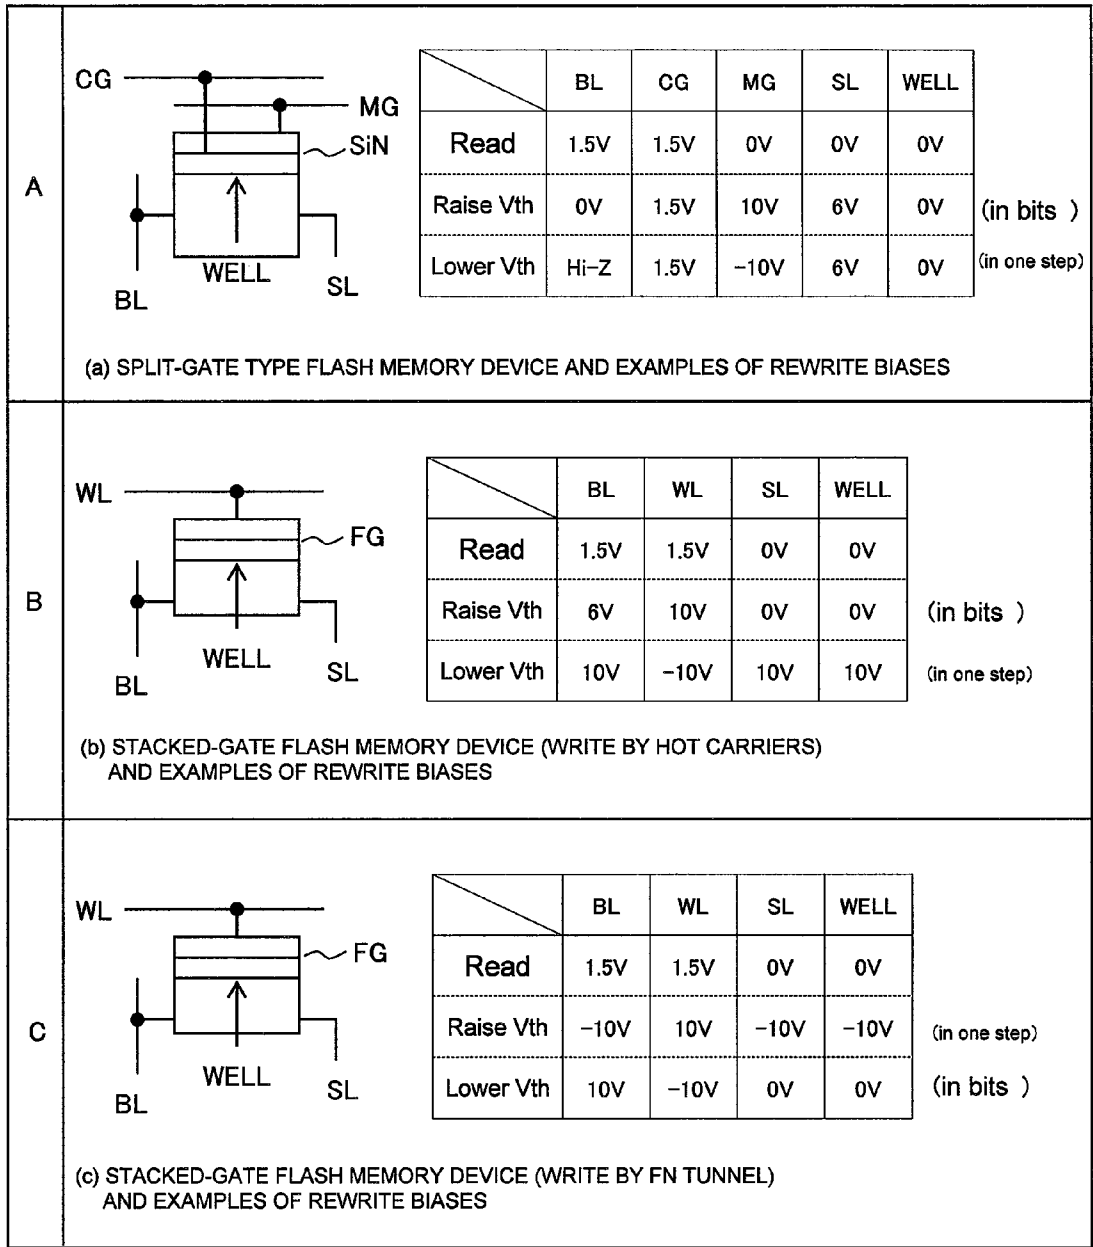 A
CG
MG
SiN
WELL
BL
SL
BL CG MG SL WELL
Read 1.5V 1.5V 0V 0V 0V
Raise Vth 0V 1.5V 10V 6V 0V (in bits )
Lower Vth Hi-Z 1.5V -10V 6V 0V (in one step)
(a) SPLIT-GATE TYPE FLASH MEMORY DEVICE AND EXAMPLES OF REWRITE BIASES
B
WL
FG
WELL
BL
SL
BL WL SL WELL
Read 1.5V 1.5V 0V 0V
Raise Vth 6V 10V 0V 0V (in bits )
Lower Vth 10V -10V 10V 10V (in one step)
(b) STACKED-GATE FLASH MEMORY DEVICE (WRITE BY HOT CARRIERS)
AND EXAMPLES OF REWRITE BIASES
C
WL
FG
WELL
BL
SL
BL WL SL WELL
Read 1.5V 1.5V 0V 0V
Raise Vth -10V 10V -10V -10V (in one step)
Lower Vth 10V -10V 0V 0V (in bits )
(c) STACKED-GATE FLASH MEMORY DEVICE (WRITE BY FN TUNNEL)
AND EXAMPLES OF REWRITE BIASES